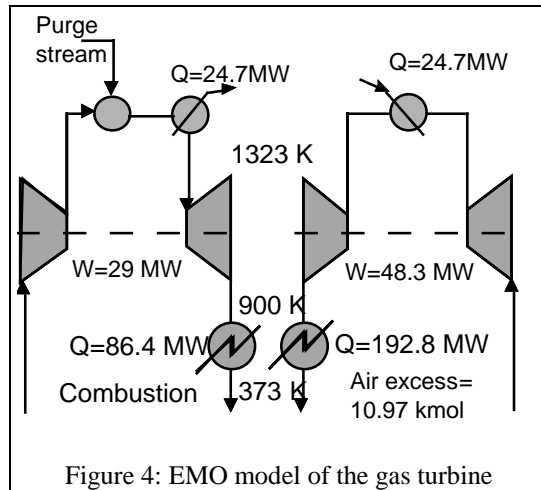 Purge
stream
Q=24.7MW
Q=24.7MW
1323 K
W=29 MW
W=48.3 MW
900 K
Q=86.4 MW
Q=192.8 MW
Combustion
373 K
Air excess=
10.97 kmol
Figure 4: EMO model of the gas turbine